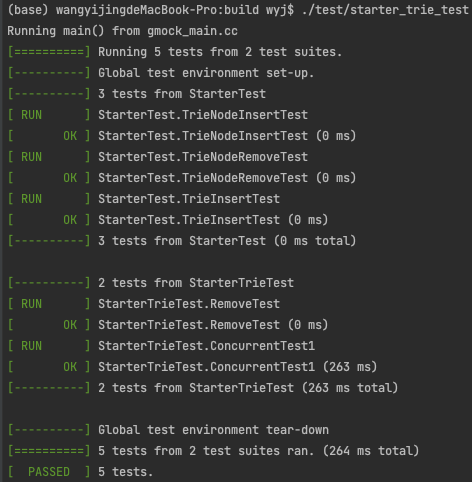 (base) wangyijingdeMacBook-Pro:build wyj$ ./test/starter_trie_test
Running main() from gmock_main.cc
[==========] Running 5 tests from 2 test suites.
[----------] Global test environment set-up.
[----------] 3 tests from StarterTest
[ RUN      ] StarterTest.TrieNodeInsertTest
[       OK ] StarterTest.TrieNodeInsertTest (0 ms)
[ RUN      ] StarterTest.TrieNodeRemoveTest
[       OK ] StarterTest.TrieNodeRemoveTest (0 ms)
[ RUN      ] StarterTest.TrieInsertTest
[       OK ] StarterTest.TrieInsertTest (0 ms)
[----------] 3 tests from StarterTest (0 ms total)

[----------] 2 tests from StarterTrieTest
[ RUN      ] StarterTrieTest.RemoveTest
[       OK ] StarterTrieTest.RemoveTest (0 ms)
[ RUN      ] StarterTrieTest.ConcurrentTest1
[       OK ] StarterTrieTest.ConcurrentTest1 (263 ms)
[----------] 2 tests from StarterTrieTest (263 ms total)

[----------] Global test environment tear-down
[==========] 5 tests from 2 test suites ran. (264 ms total)
[  PASSED  ] 5 tests.